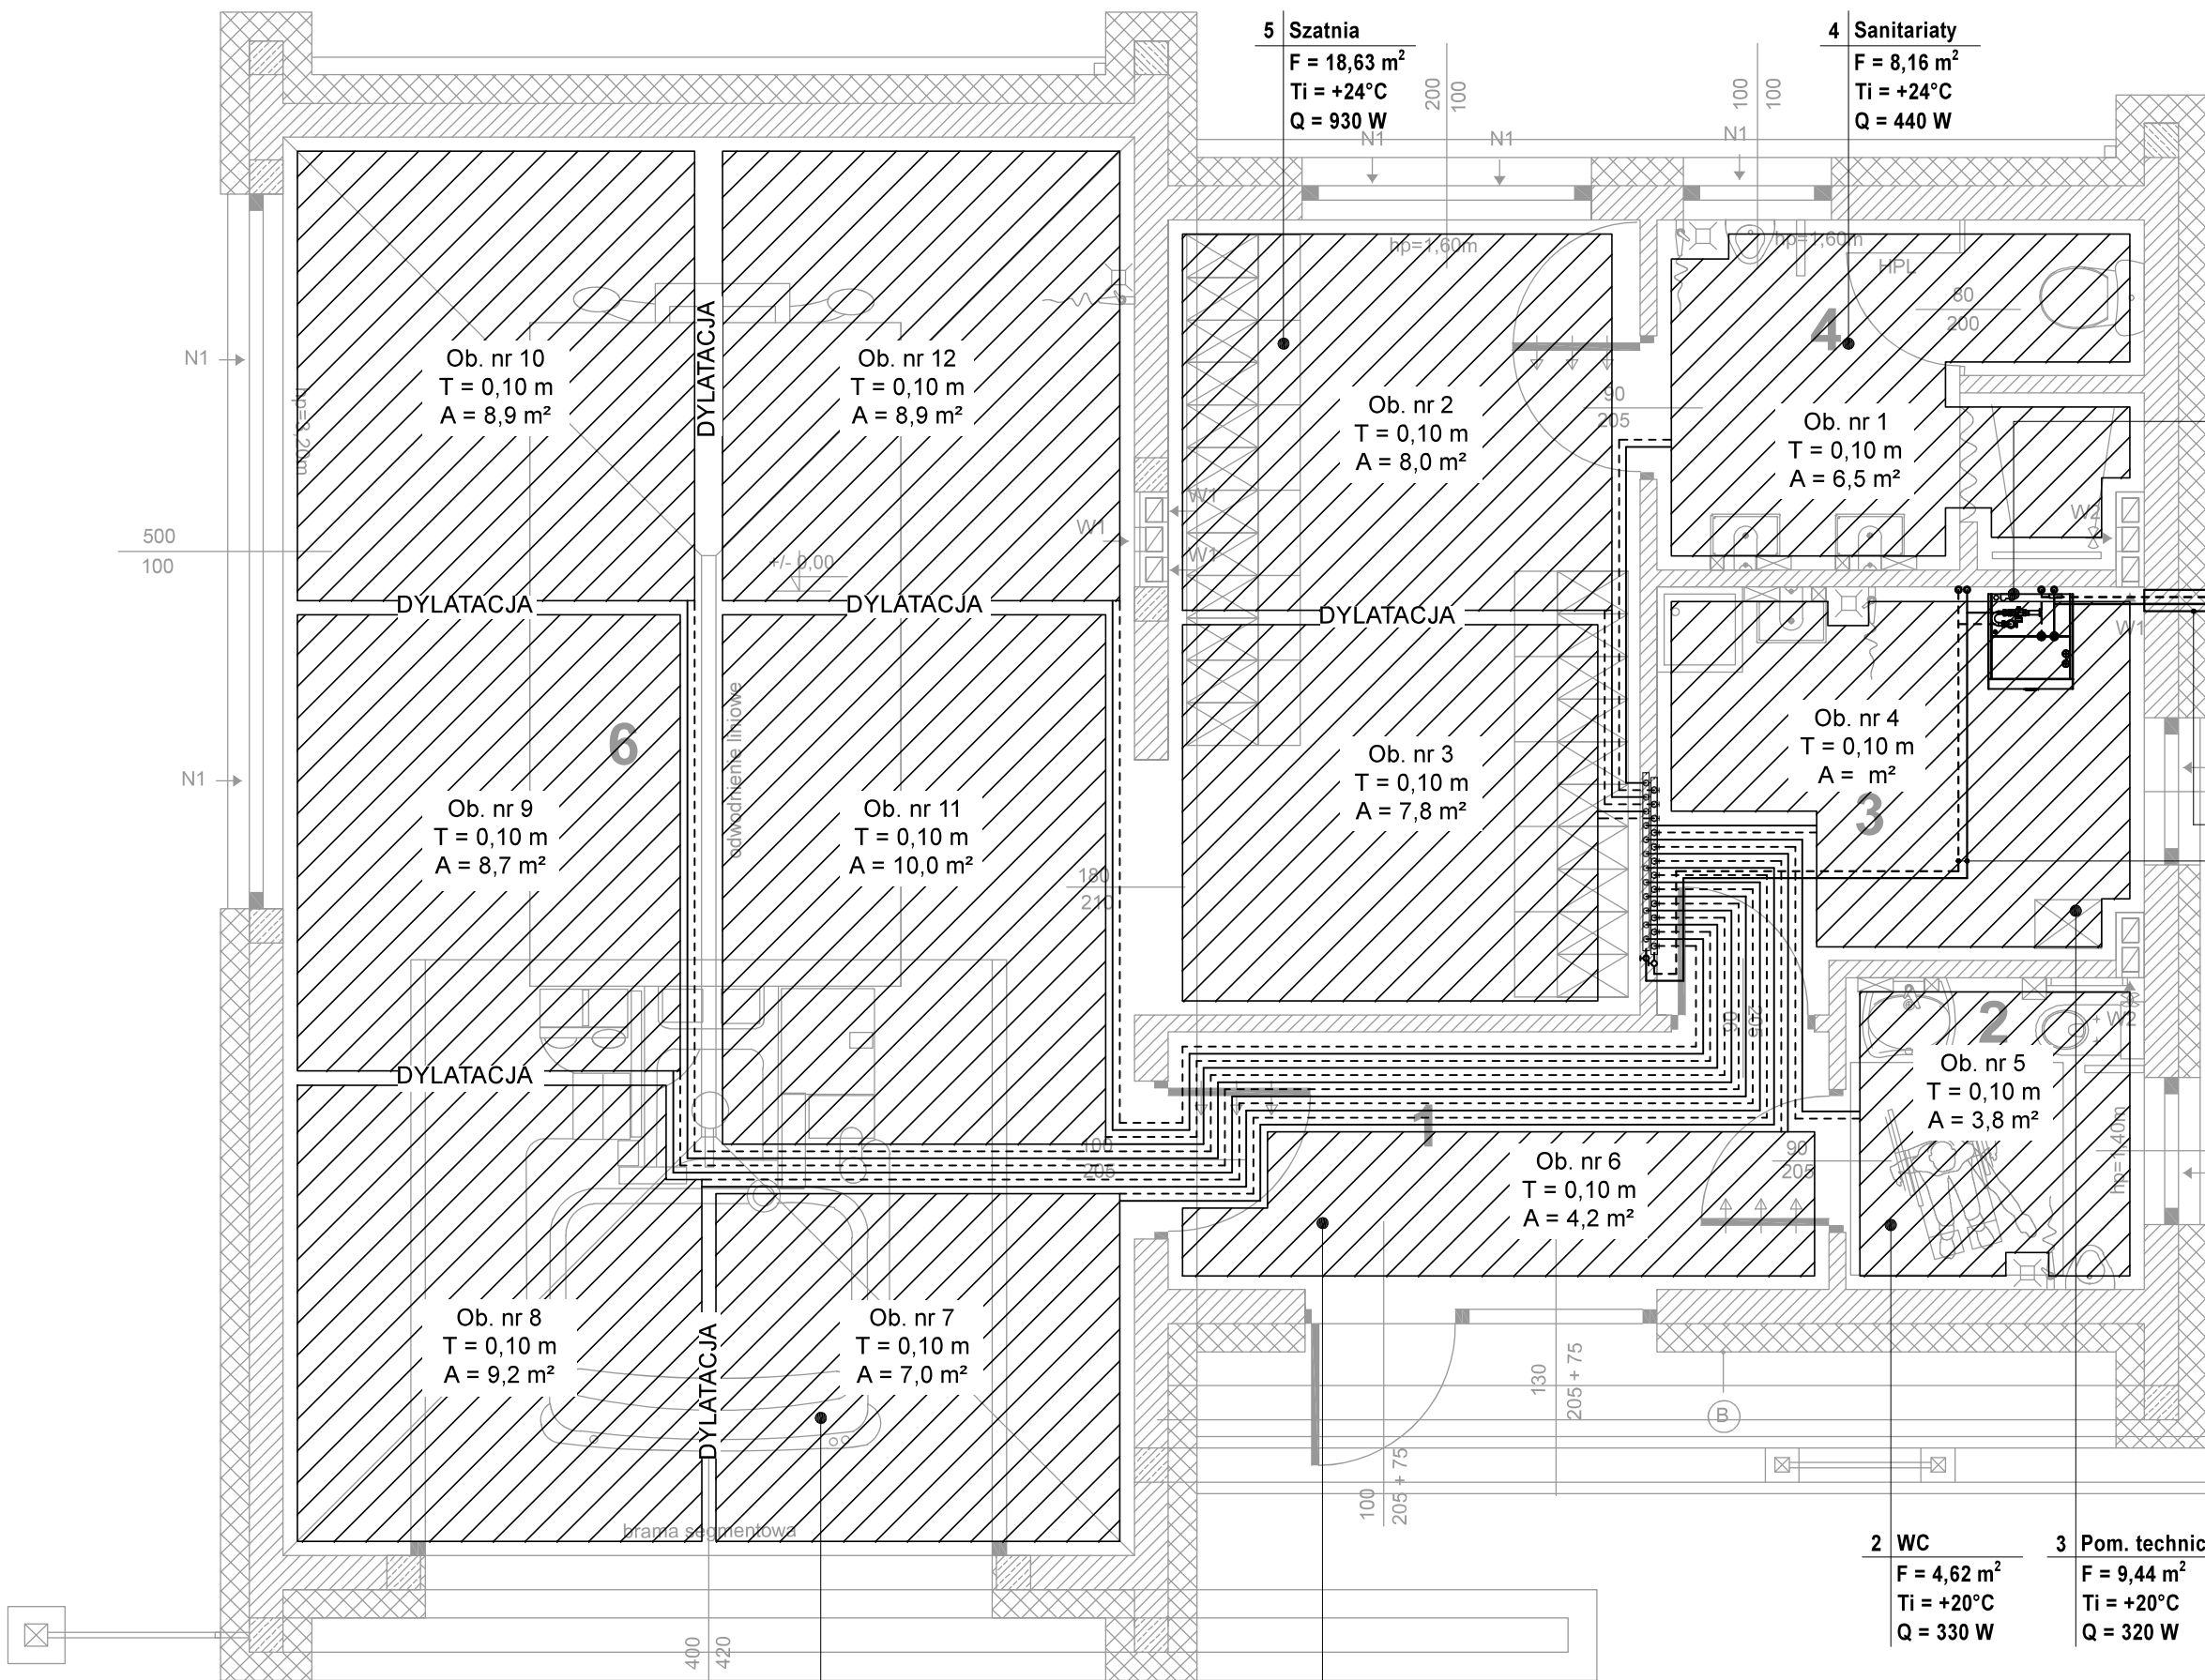 5 Szatnia
F = 18,63 m²
Ti = +24°C
Q = 930 W
4 Sanitariaty
F = 8,16 m²
Ti = +24°C
Q = 440 W
200
100
100
100
N1
N1
N1
hp=1,60m
hp=1,60m
HPL
80
200
4
Ob. nr 10
T = 0,10 m
A = 8,9 m²
DYLATACJA
Ob. nr 12
T = 0,10 m
A = 8,9 m²
N1
hp=3,20m
Ob. nr 2
T = 0,10 m
A = 8,0 m²
90
205
Ob. nr 1
T = 0,10 m
A = 6,5 m²
500
100
+/- 0,00
W1
W1
W1
W2
DYLATACJA
DYLATACJA
DYLATACJA
W1
6
odwodnienie liniowe
N1
Ob. nr 9
T = 0,10 m
A = 8,7 m²
Ob. nr 11
T = 0,10 m
A = 10,0 m²
Ob. nr 3
T = 0,10 m
A = 7,8 m²
Ob. nr 4
T = 0,10 m
A = m²
3
180
210
90
205
2
W2
DYLATACJA
Ob. nr 5
T = 0,10 m
A = 3,8 m²
hp=1,40m
1
100
205
90
205
Ob. nr 6
T = 0,10 m
A = 4,2 m²
Ob. nr 8
T = 0,10 m
A = 9,2 m²
DYLATACJA
Ob. nr 7
T = 0,10 m
A = 7,0 m²
130
205 + 75
B
100
205 + 75
brama segmentowa
400
420
2 WC
F = 4,62 m²
Ti = +20°C
Q = 330 W
3 Pom. technic
F = 9,44 m²
Ti = +20°C
Q = 320 W